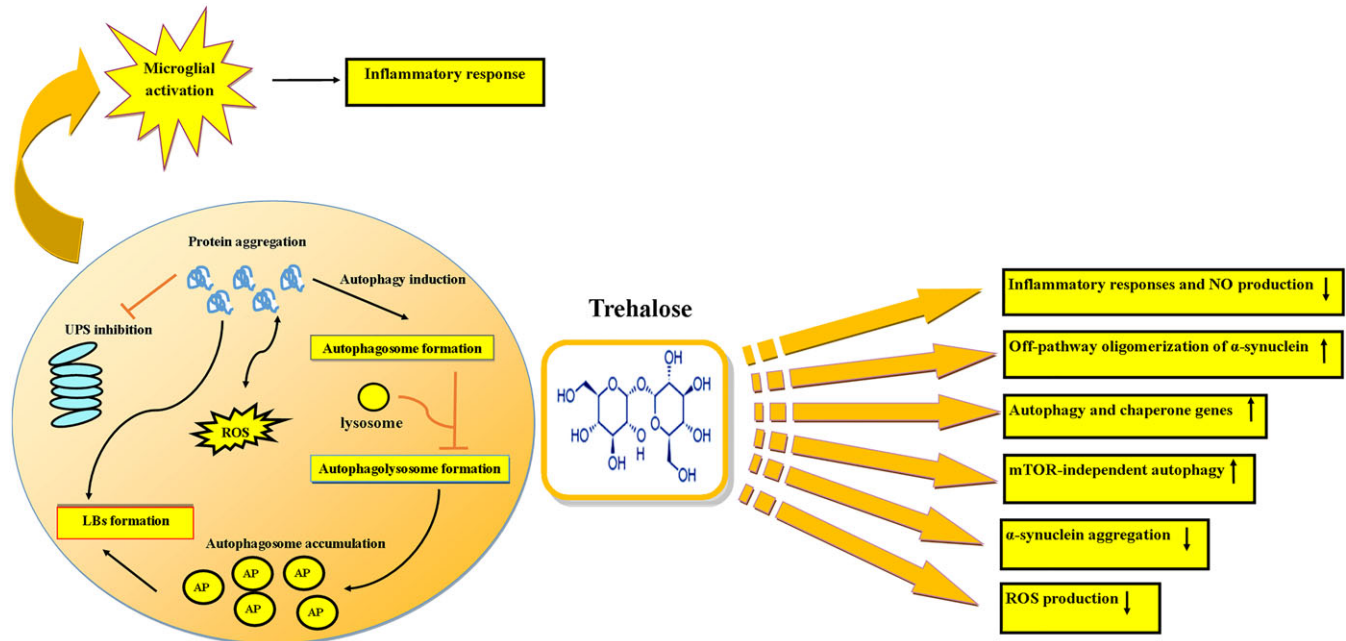 Microglial
activation
Inflammatory response
Protein aggregation
Autophagy induction
UPS inhibition
Autophagosome formation
ROS
lysosome
Autophagolysosome formation
LBs formation
Autophagosome accumulation
AP
AP
AP
AP
AP
Trehalose
OH
HO
O
O
OH
OH
OH
O
O
OH
HO
H
OH
OH
Inflammatory responses and NO production ↓
Off-pathway oligomerization of α-synuclein ↑
Autophagy and chaperone genes ↑
mTOR-independent autophagy ↑
α-synuclein aggregation ↓
ROS production ↓